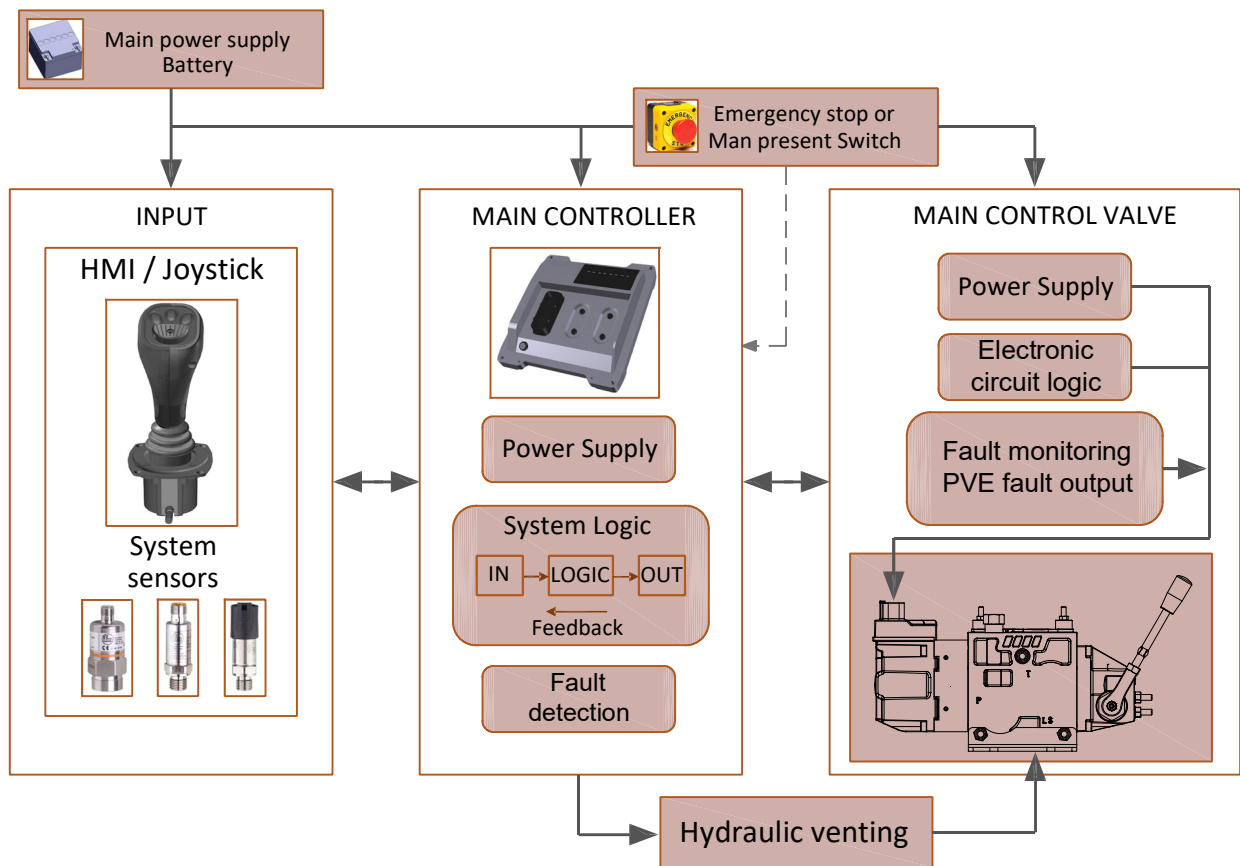 Main power supply
Battery
EMERGENCY
Emergency stop or
Man present Switch
INPUT
HMI / Joystick
System
sensors
MAIN CONTROLLER
Power Supply
System Logic
IN
LOGIC
OUT
Feedback
Fault
detection
MAIN CONTROL VALVE
Power Supply
Electronic
circuit logic
Fault monitoring
PVE fault output
P
T
LS
Hydraulic venting